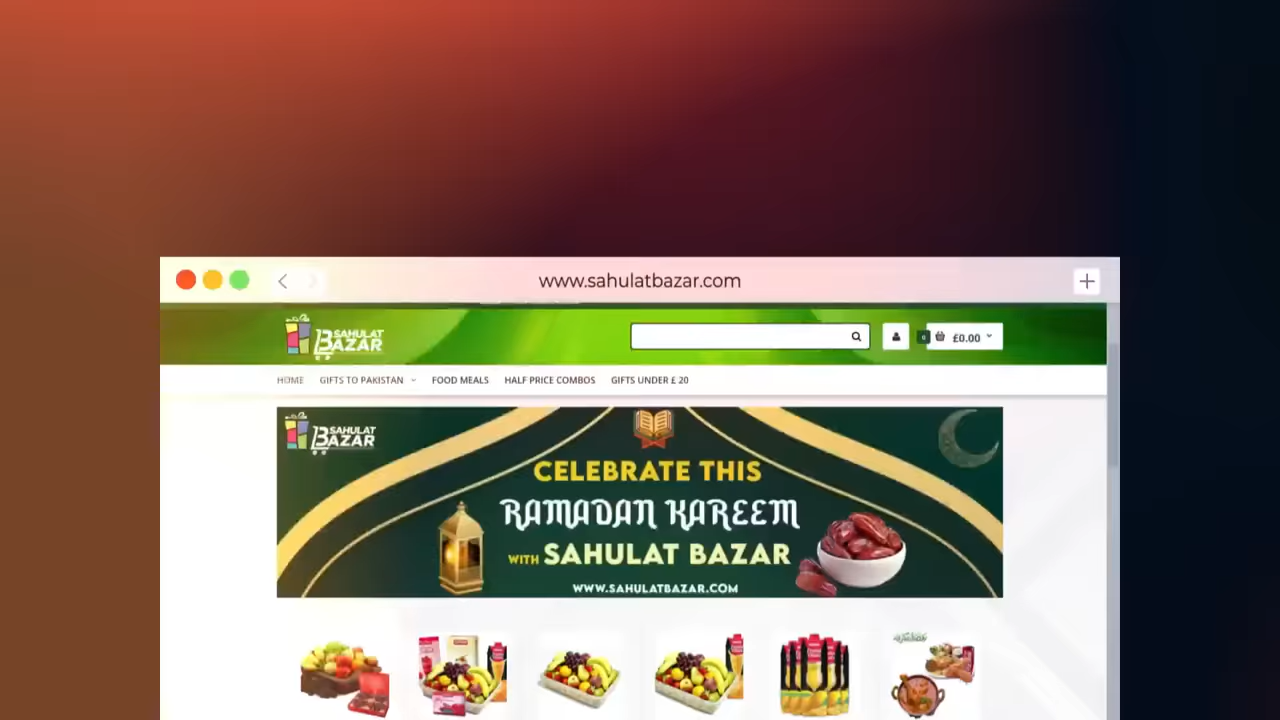 www.sahulatbazar.com
SAHULAT
BAZAR
0 £0.00
HOME GIFTS TO PAKISTAN FOOD MEALS HALF PRICE COMBOS GIFTS UNDER £ 20
SAHULAT
BAZAR
CELEBRATE THIS
RAMADAN KAREEM
WITH SAHULAT BAZAR
WWW.SAHULATBAZAR.COM